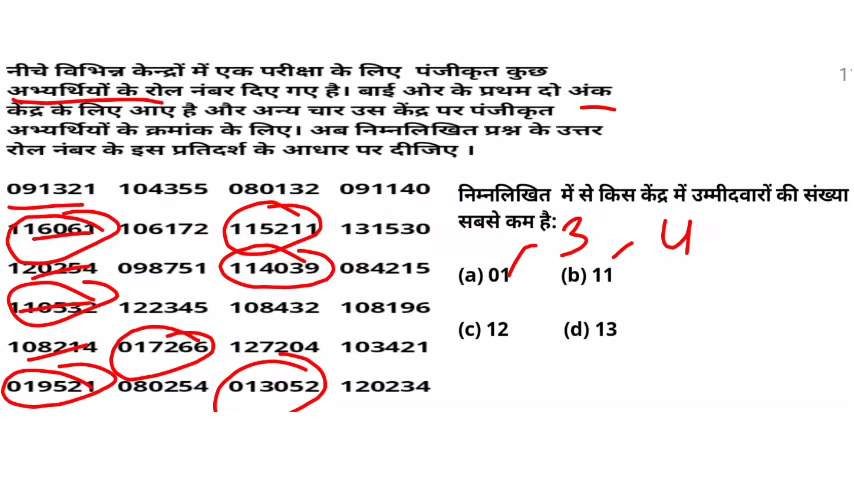 11
नीचे विभिन्न केन्द्रों में एक परीक्षा के लिए पंजीकृत कुछ
अभ्यर्थियों के रोल नंबर दिए गए है। बाई ओर के प्रथम दो अंक
केंद्र के लिए आए है और अन्य चार उस केंद्र पर पंजीकृत
अभ्यर्थियों के क्रमांक के लिए। अब निम्नलिखित प्रश्न के उत्तर
रोल नंबर के इस प्रतिदर्श के आधार पर दीजिए ।
091321 104355 080132 091140
116061 106172 115211 131530
120254 098751 114039 084215
110532 122345 108432 108196
108214 017266 127204 103421
019521 080254 013052 120234
निम्नलिखित में से किस केंद्र में उम्मीदवारों की संख्या
सबसे कम है: 3 4
(a) 01 (b) 11
(c) 12 (d) 13